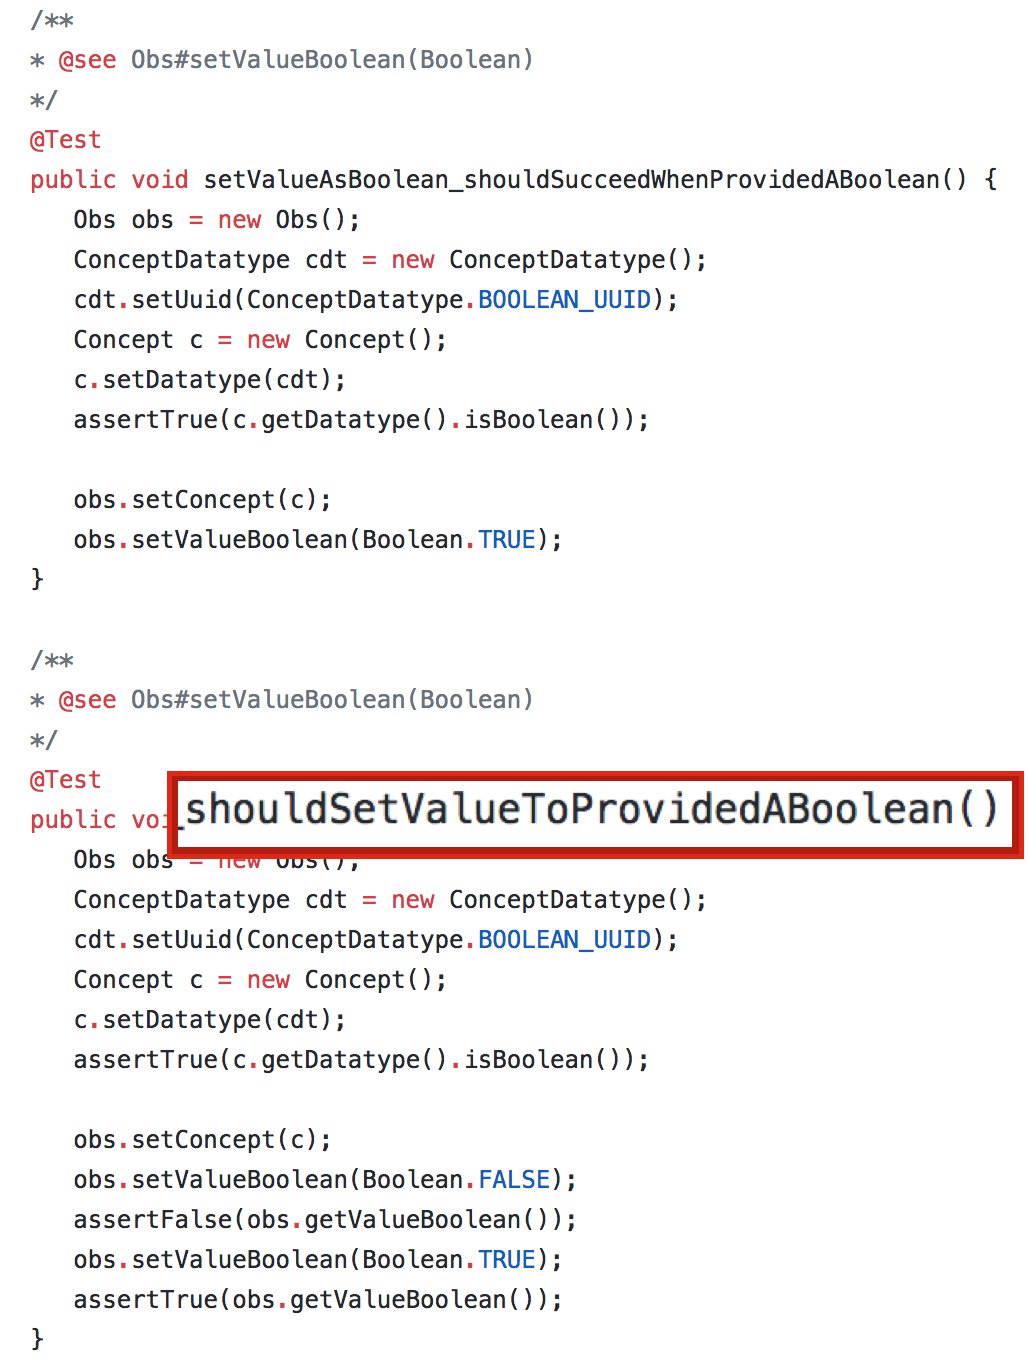 /**
* @see Obs#setValueBoolean(Boolean)
*/
@Test
public void setValueAsBoolean_shouldSucceedWhenProvidedABoolean() {
Obs obs = new Obs();
ConceptDatatype cdt = new ConceptDatatype();
cdt.setUuid(ConceptDatatype.BOOLEAN_UUID);
Concept c = new Concept();
c.setDatatype(cdt);
assertTrue(c.getDatatype().isBoolean());
obs.setConcept(c);
obs.setValueBoolean(Boolean.TRUE);
}
/**
* @see Obs#setValueBoolean(Boolean)
*/
@Test
public voi _shouldSetValueToProvidedABoolean()
Obs obs = new Obs();
ConceptDatatype cdt = new ConceptDatatype();
cdt.setUuid(ConceptDatatype.BOOLEAN_UUID);
Concept c = new Concept();
c.setDatatype(cdt);
assertTrue(c.getDatatype().isBoolean());
obs.setConcept(c);
obs.setValueBoolean(Boolean.FALSE);
assertFalse(obs.getValueBoolean());
obs.setValueBoolean(Boolean.TRUE);
assertTrue(obs.getValueBoolean());
}